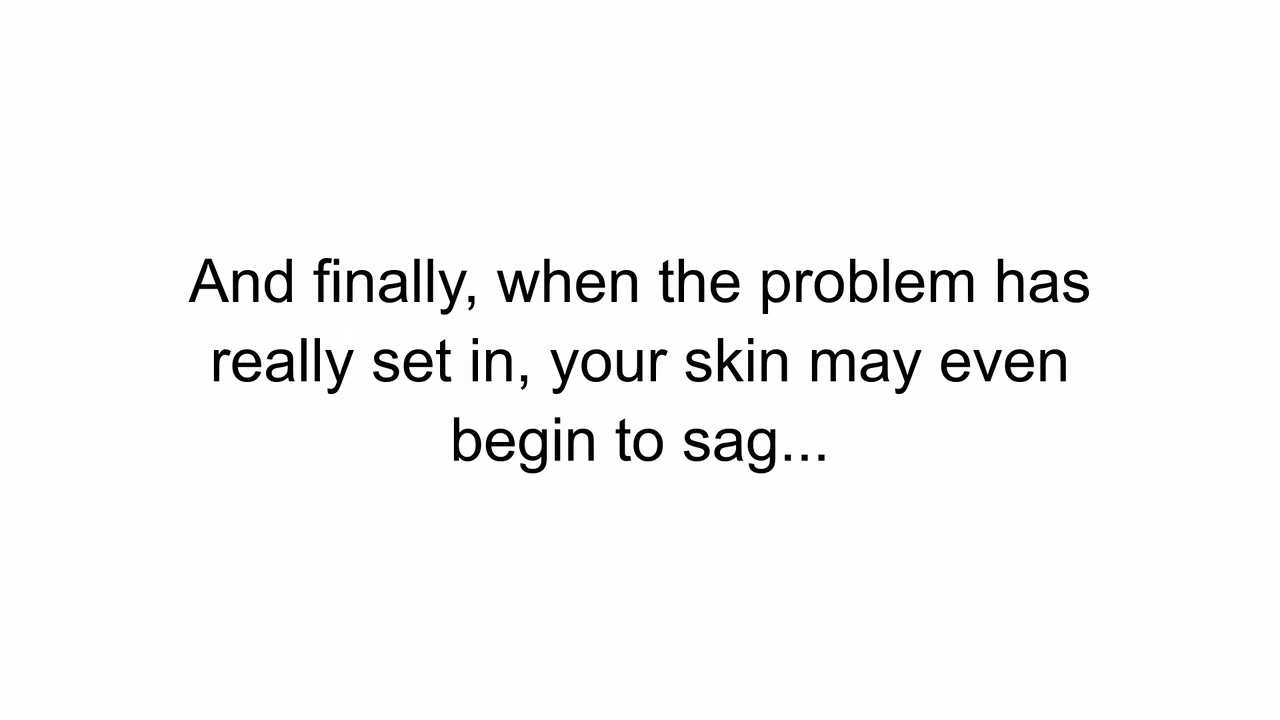 And finally, when the problem has
really set in, your skin may even
begin to sag...